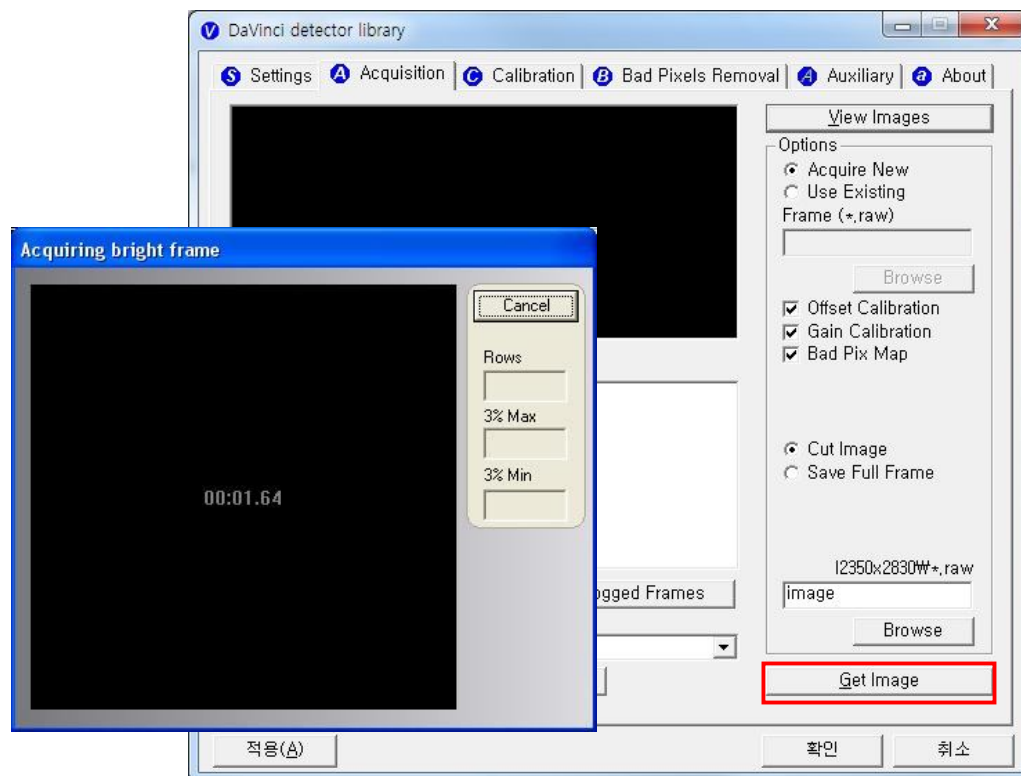 DaVinci detector library
Settings
Acquisition
Calibration
Bad Pixels Removal
Auxiliary
About
View Images
Options
Acquire New
Use Existing
Frame (*.raw)
Browse
Offset Calibration
Gain Calibration
Bad Pix Map
Cut Image
Save Full Frame
I2350x2830₩*.raw
image
Browse
Get Image
ogged Frames
적용(A)
확인
취소
Acquiring bright frame
Cancel
Rows
3% Max
3% Min
00:01.64